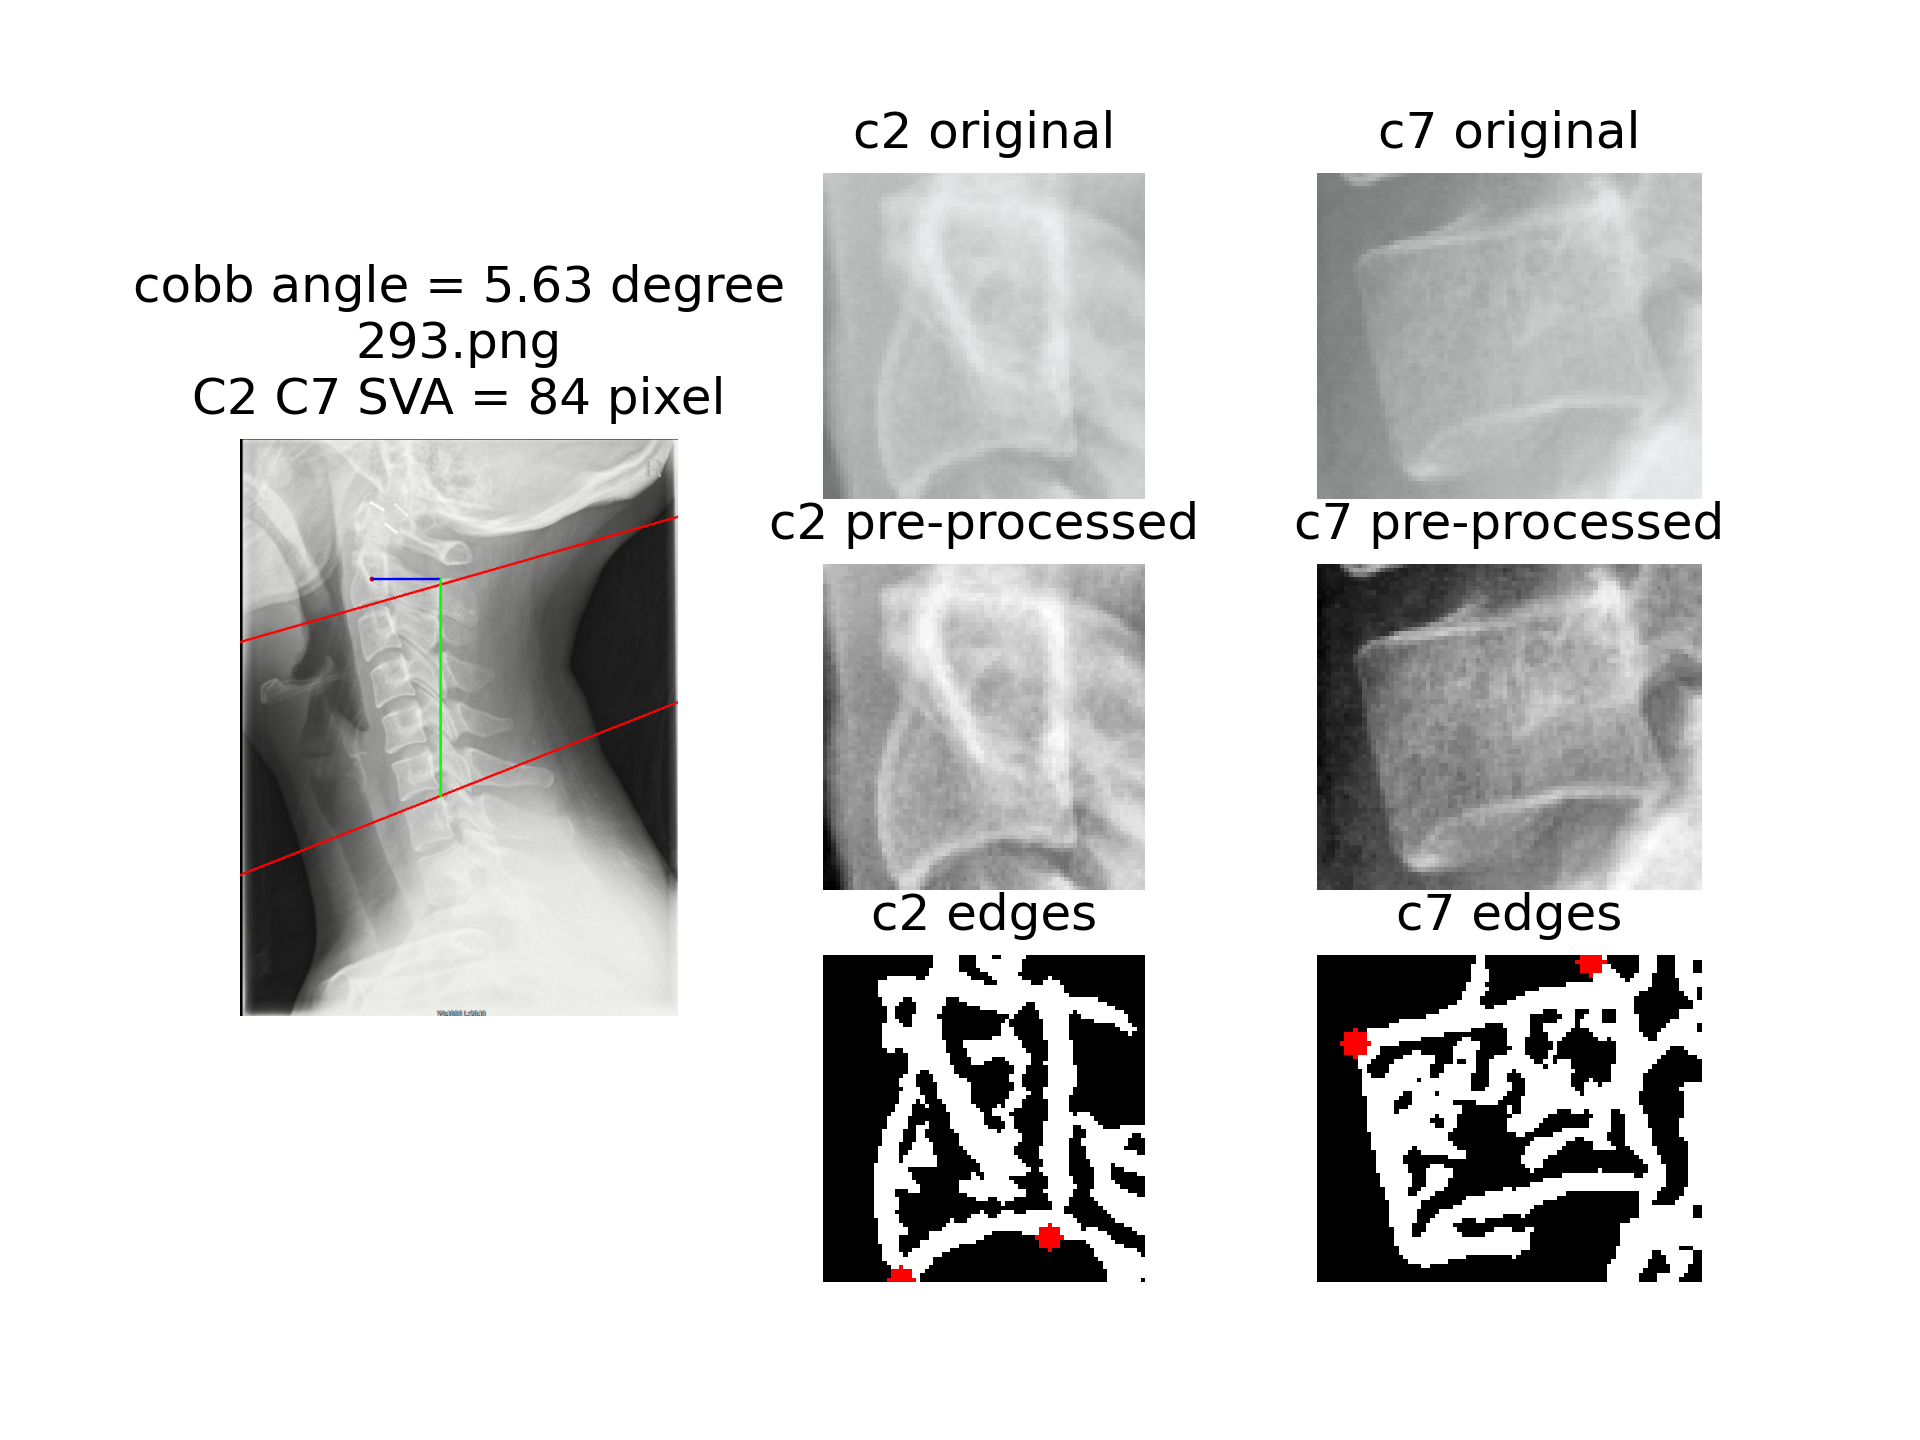 cobb angle = 5.63 degree
293.png
C2 C7 SVA = 84 pixel
c2 original
c7 original
c2 pre-processed
c7 pre-processed
c2 edges
c7 edges